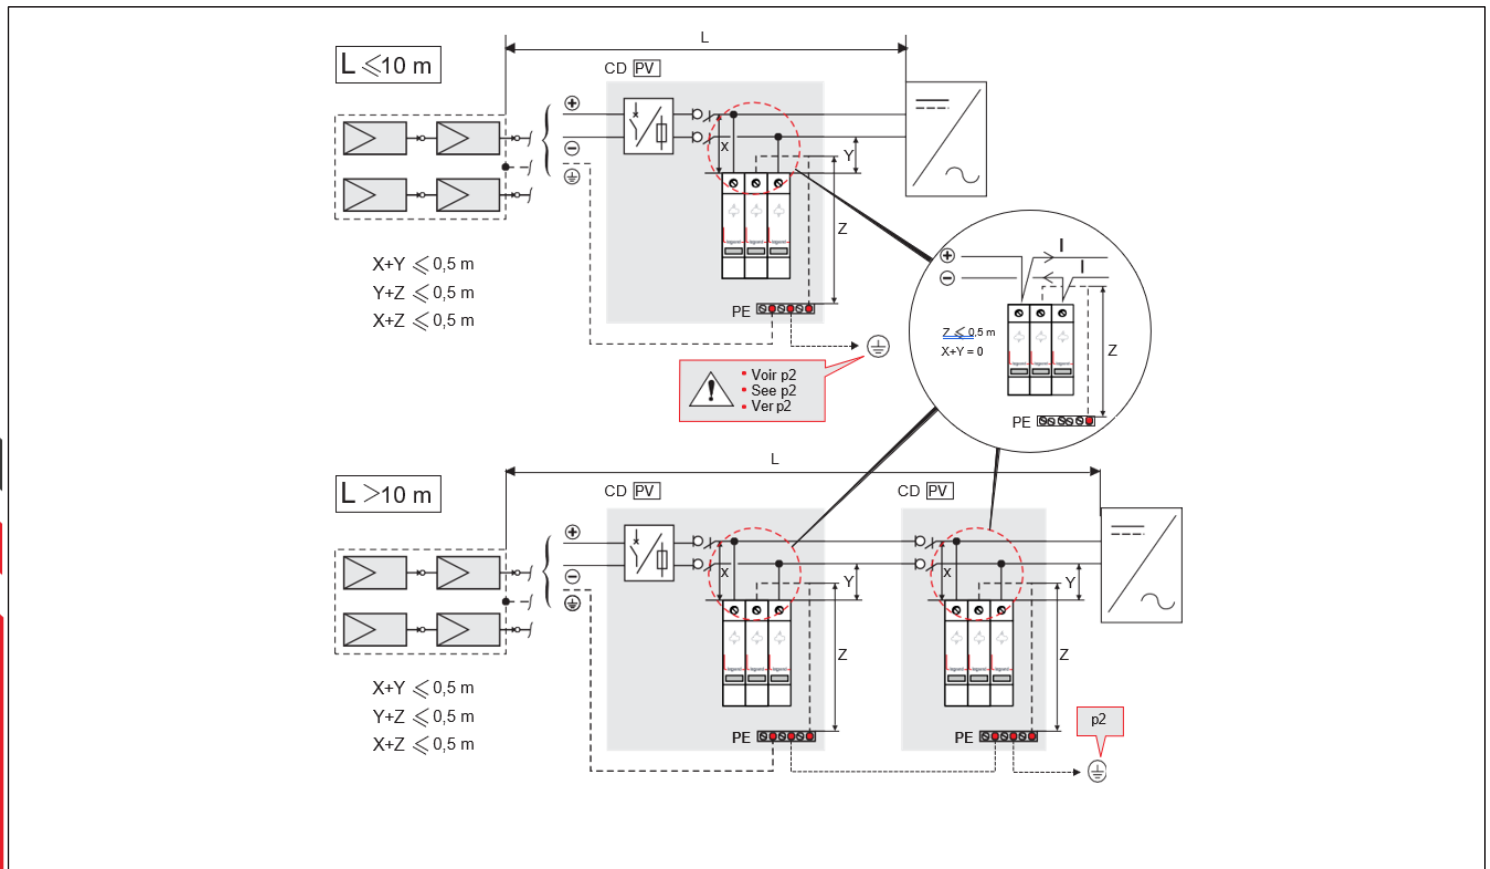 L
L ⩽10 m
CD PV
+
−
x
Y
Z
X+Y ⩽ 0,5 m
Y+Z ⩽ 0,5 m
X+Z ⩽ 0,5 m
PE
• Voir p2
• See p2
• Ver p2
!
I
I
+
−
Z ⩽ 0,5 m
X+Y = 0
Z
PE
L
L >10 m
CD PV
CD PV
+
−
x
Y
x
Y
Z
Z
X+Y ⩽ 0,5 m
Y+Z ⩽ 0,5 m
X+Z ⩽ 0,5 m
PE
PE
p2